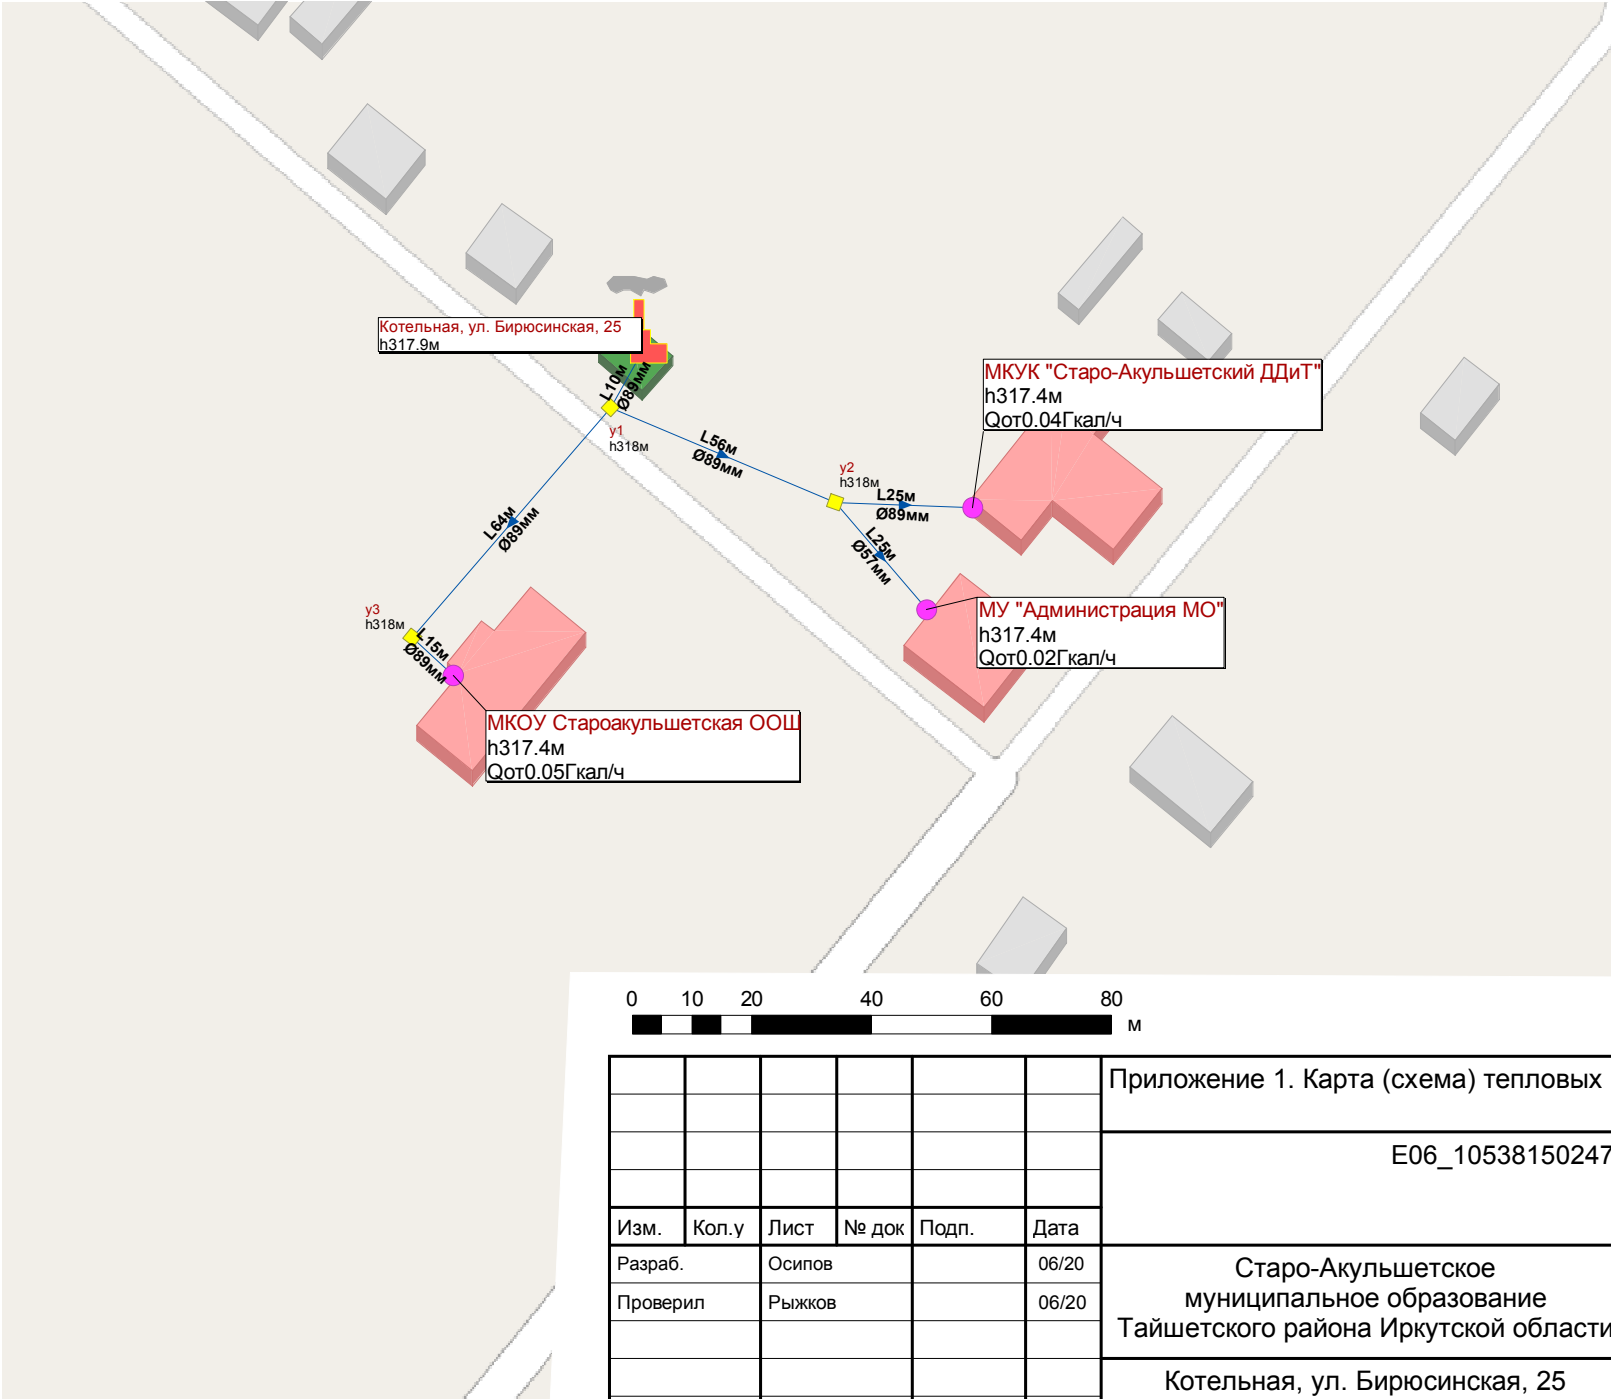 Котельная, ул. Бирюсинская, 25
h317.9м
L10м
Ø89мм
у1
h318м
L56м
Ø89мм
МКУК "Старо-Акульшетский ДДиТ"
h317.4м
Qот0.04Гкал/ч
у2
h318м
L25м
Ø89мм
L25м
Ø57мм
L64м
Ø89мм
МУ "Администрация МО"
h317.4м
Qот0.02Гкал/ч
у3
h318м
L15м
Ø89мм
МКОУ Староакульшетская ООШ
h317.4м
Qот0.05Гкал/ч
0 10 20 40 60 80
м
Приложение 1. Карта (схема) тепловых
Е06_10538150247
Изм. Кол.у Лист № док Подп. Дата
Разраб. Осипов 06/20
Проверил Рыжков 06/20
Старо-Акульшетское
муниципальное образование
Тайшетского района Иркутской области
Котельная, ул. Бирюсинская, 25